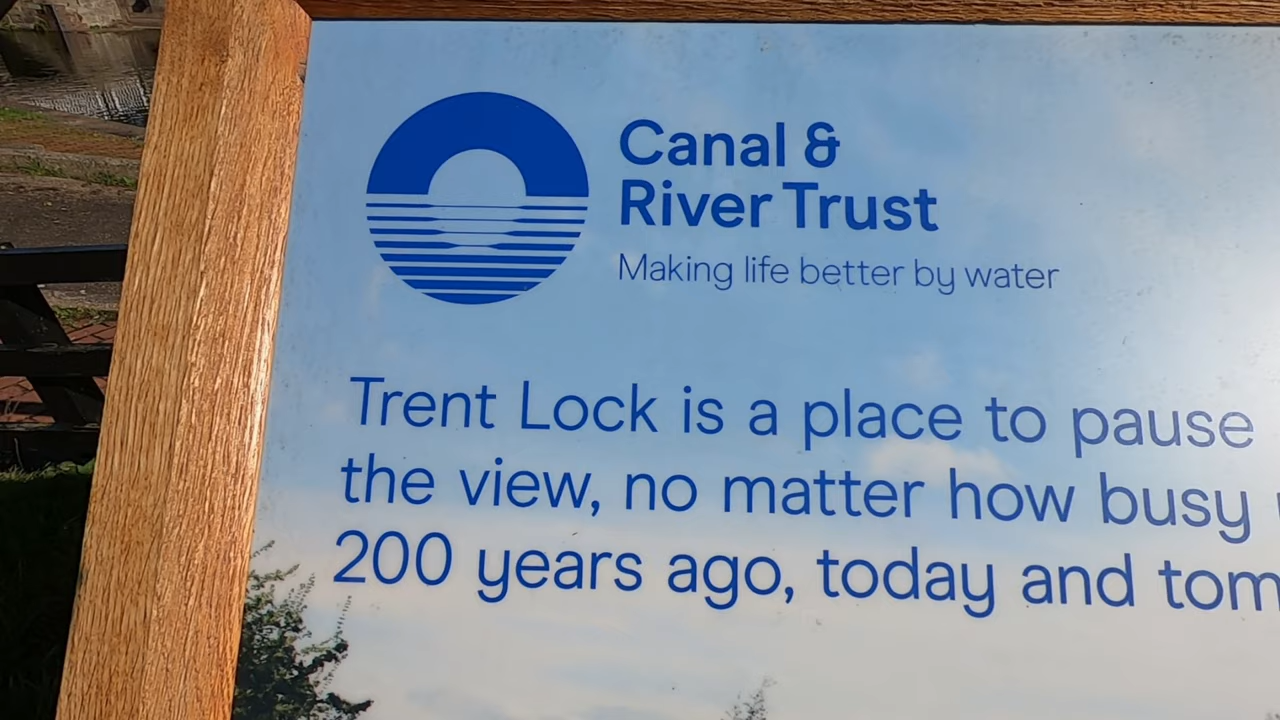 Canal &
River Trust
Making life better by water
Trent Lock is a place to pause
the view, no matter how busy
200 years ago, today and tom